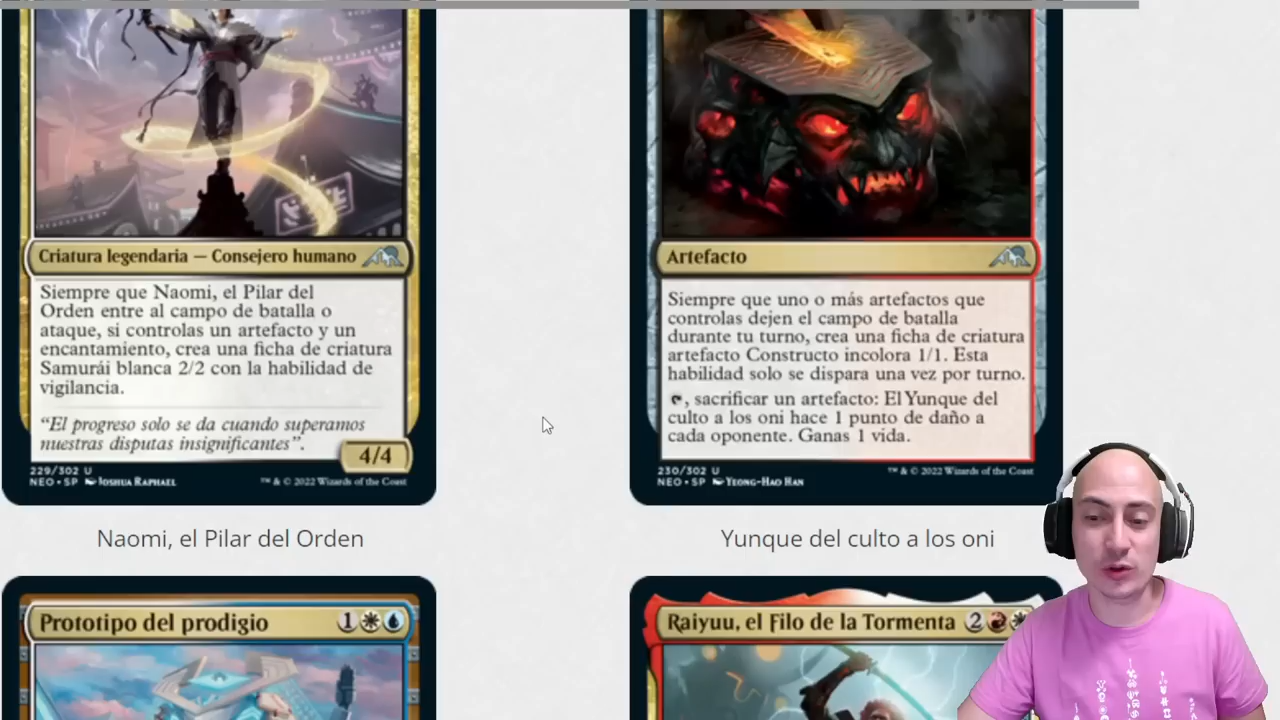 Criatura legendaria — Consejero humano
Siempre que Naomi, el Pilar del
Orden entre al campo de batalla o
ataque, si controlas un artefacto y un
encantamiento, crea una ficha de criatura
Samurái blanca 2/2 con la habilidad de
vigilancia.
“El progreso solo se da cuando superamos
nuestras disputas insignificantes”.
4/4
229/302 U
NEO • SP Joshua Raphael ™ & © 2022 Wizards of the Coast
Naomi, el Pilar del Orden
Artefacto
Siempre que uno o más artefactos que
controlas dejen el campo de batalla
durante tu turno, crea una ficha de criatura
artefacto Constructo incolora 1/1. Esta
habilidad solo se dispara una vez por turno.
, sacrificar un artefacto: El Yunque del
culto a los oni hace 1 punto de daño a
cada oponente. Ganas 1 vida.
230/302 U
NEO • SP Yeong-Hao Han ™ & © 2022 Wizards of the Coast
Yunque del culto a los oni
Prototipo del prodigio 1
Raiyuu, el Filo de la Tormenta 2